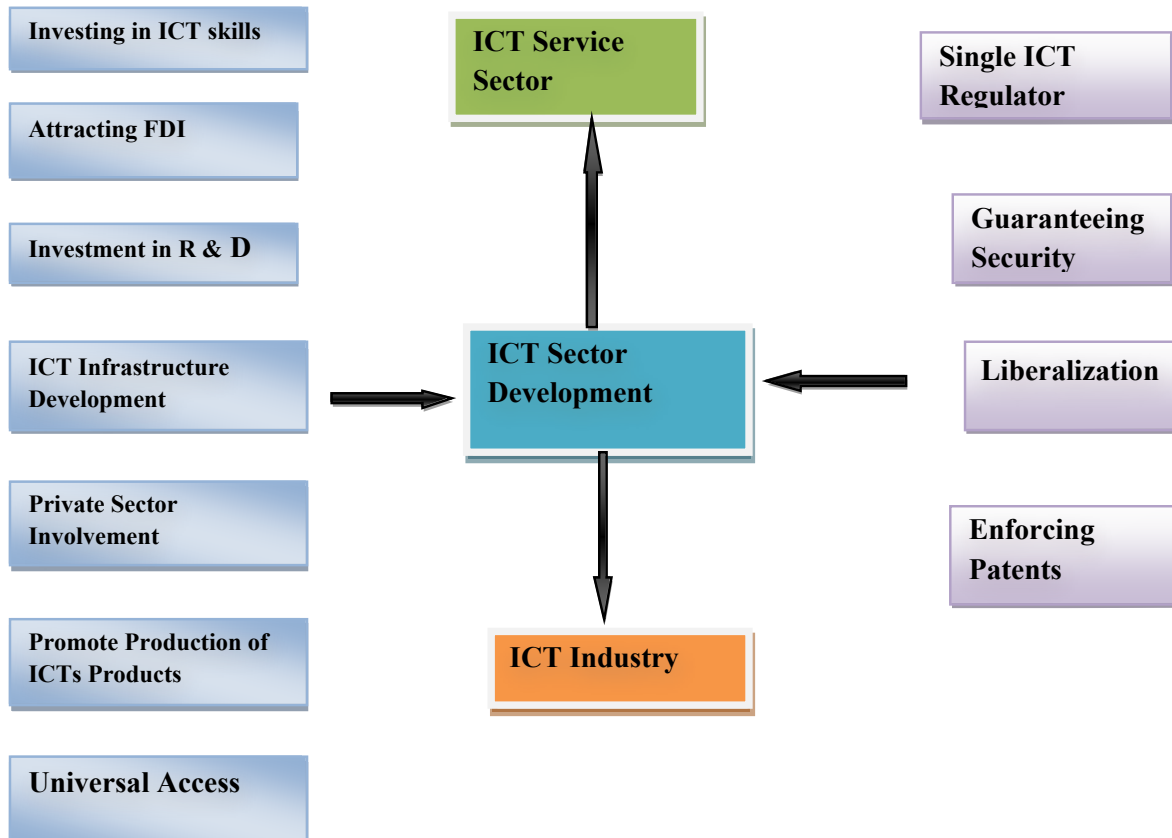 Investing in ICT skills
Attracting FDI
Investment in R & D
ICT Infrastructure
Development
Private Sector
Involvement
Promote Production of
ICTs Products
Universal Access
ICT Service
Sector
ICT Sector
Development
ICT Industry
Single ICT
Regulator
Guaranteeing
Security
Liberalization
Enforcing
Patents